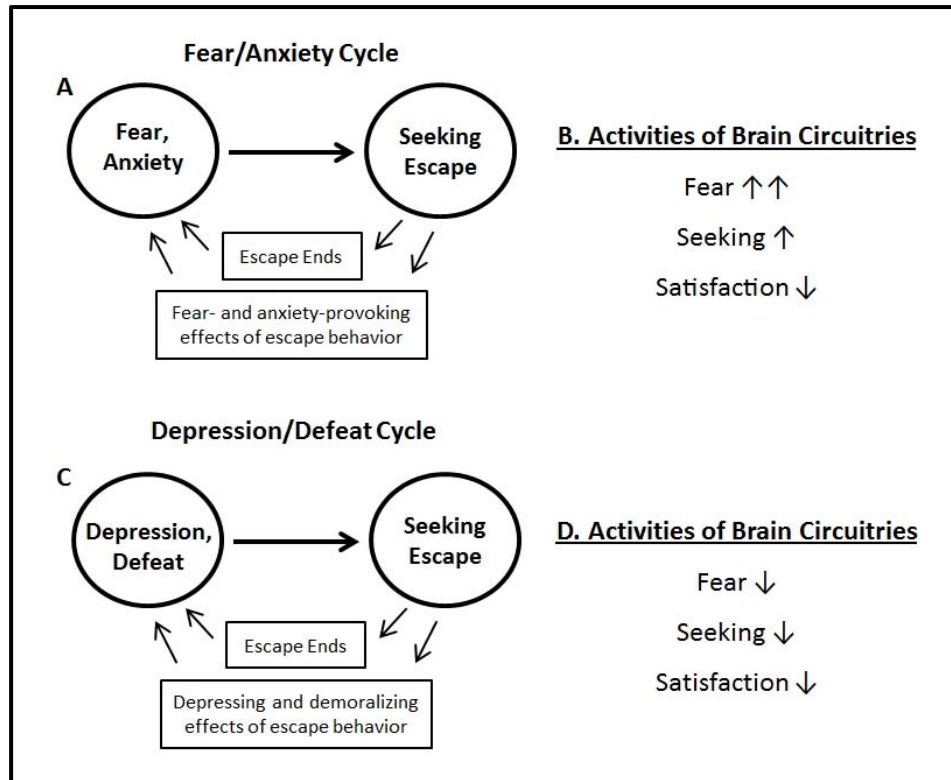 Fear/Anxiety Cycle
A
Fear,
Anxiety
Seeking
Escape
Escape Ends
Fear- and anxiety-provoking
effects of escape behavior
B. Activities of Brain Circuitries
Fear ↑↑
Seeking ↑
Satisfaction ↓
Depression/Defeat Cycle
C
Depression,
Defeat
Seeking
Escape
Escape Ends
Depressing and demoralizing
effects of escape behavior
D. Activities of Brain Circuitries
Fear ↓
Seeking ↓
Satisfaction ↓